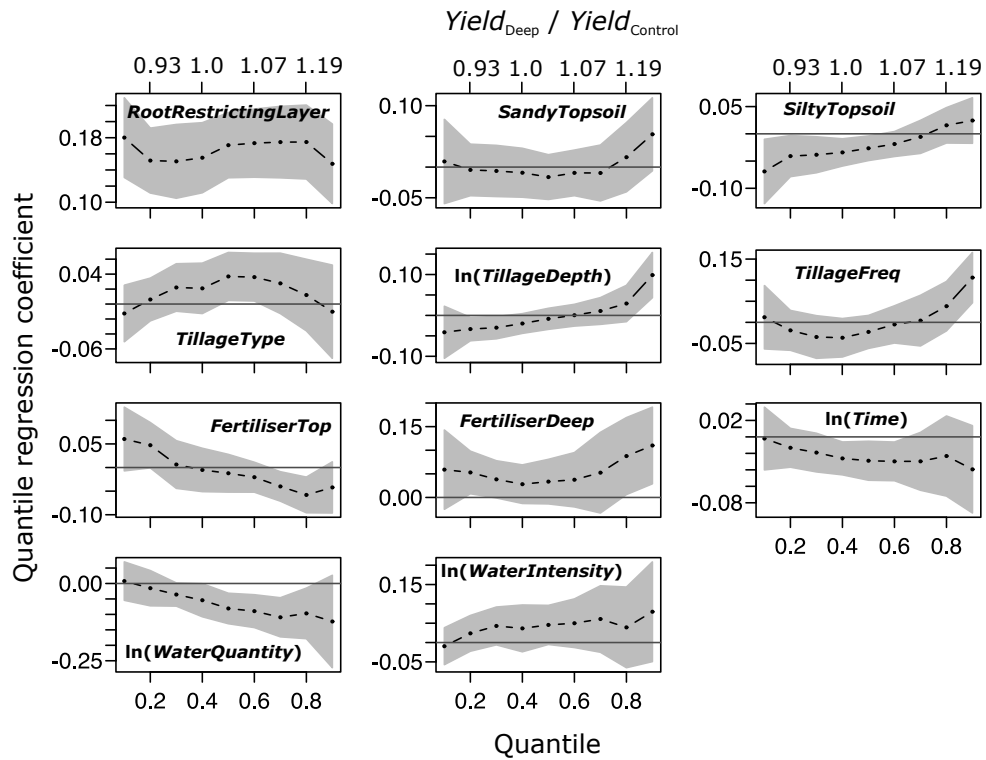 Yield Deep / Yield Control
0.93 1.0 1.07 1.19
0.93 1.0 1.07 1.19
0.93 1.0 1.07 1.19
Quantile regression coefficient
RootRestrictingLayer
0.18
0.10
SandyTopsoil
0.10
-0.05
SiltyTopsoil
0.05
-0.10
TillageType
0.04
-0.06
ln(TillageDepth)
0.10
-0.10
TillageFreq
0.15
-0.05
FertiliserTop
0.05
-0.10
FertiliserDeep
0.15
0.00
ln(Time)
0.02
-0.08
0.2 0.4 0.6 0.8
ln(WaterQuantity)
0.00
-0.25
0.2 0.4 0.6 0.8
ln(WaterIntensity)
0.15
-0.05
0.2 0.4 0.6 0.8
Quantile